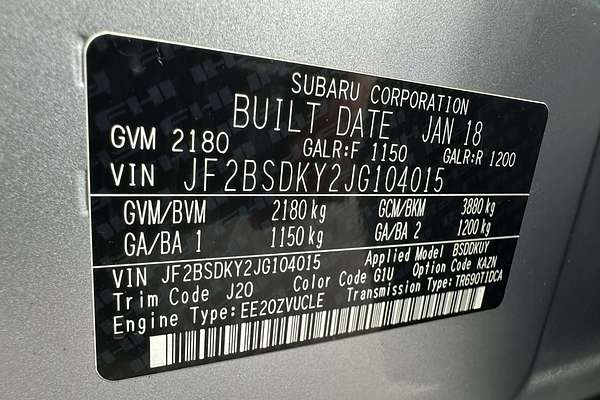 SUBARU CORPORATION
BUILT DATE JAN 18
GVM 2180 GALR:F 1150 GALR:R 1200
VIN JF2BSDKY2JG104015
GVM/BVM 2180 kg GCM/BKM 3880 kg
GA/BA 1 1150 kg GA/BA 2 1200 kg
VIN JF2BSDKY2JG104015 Applied Model BSDDKUY
Trim Code J20 Color Code G1U Option Code KAZN
Engine Type:EE20ZVUCLE Transmission Type:TR690TIDCA